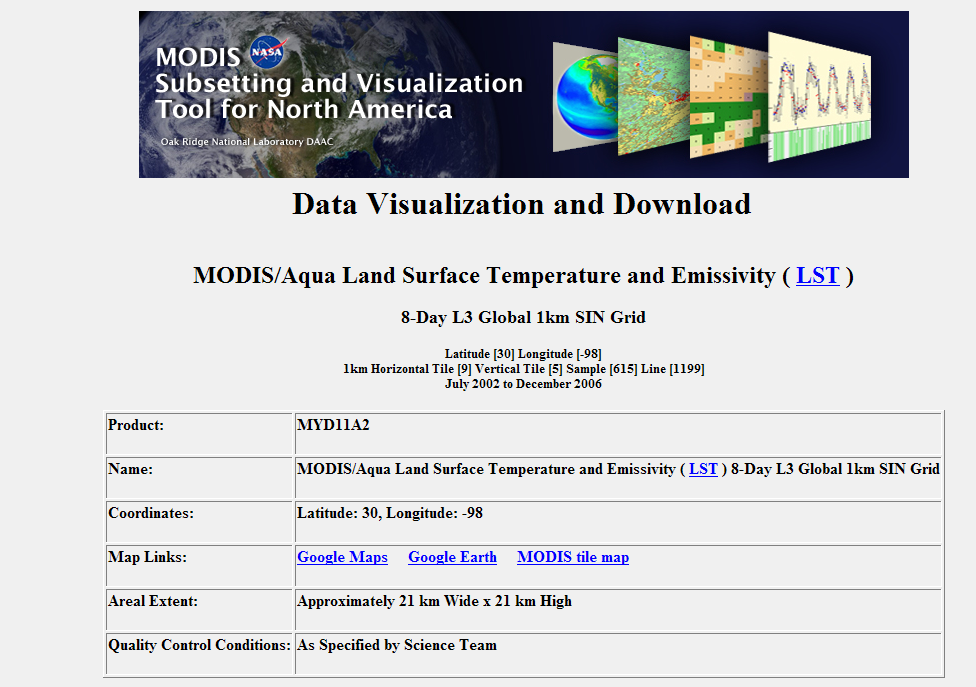 MODIS NASA
Subsetting and Visualization
Tool for North America
Oak Ridge National Laboratory DAAC
Data Visualization and Download
MODIS/Aqua Land Surface Temperature and Emissivity ( LST )
8-Day L3 Global 1km SIN Grid
Latitude [30] Longitude [-98]
1km Horizontal Tile [9] Vertical Tile [5] Sample [615] Line [1199]
July 2002 to December 2006
Product: MYD11A2
Name: MODIS/Aqua Land Surface Temperature and Emissivity ( LST ) 8-Day L3 Global 1km SIN Grid
Coordinates: Latitude: 30, Longitude: -98
Map Links: Google Maps Google Earth MODIS tile map
Areal Extent: Approximately 21 km Wide x 21 km High
Quality Control Conditions: As Specified by Science Team